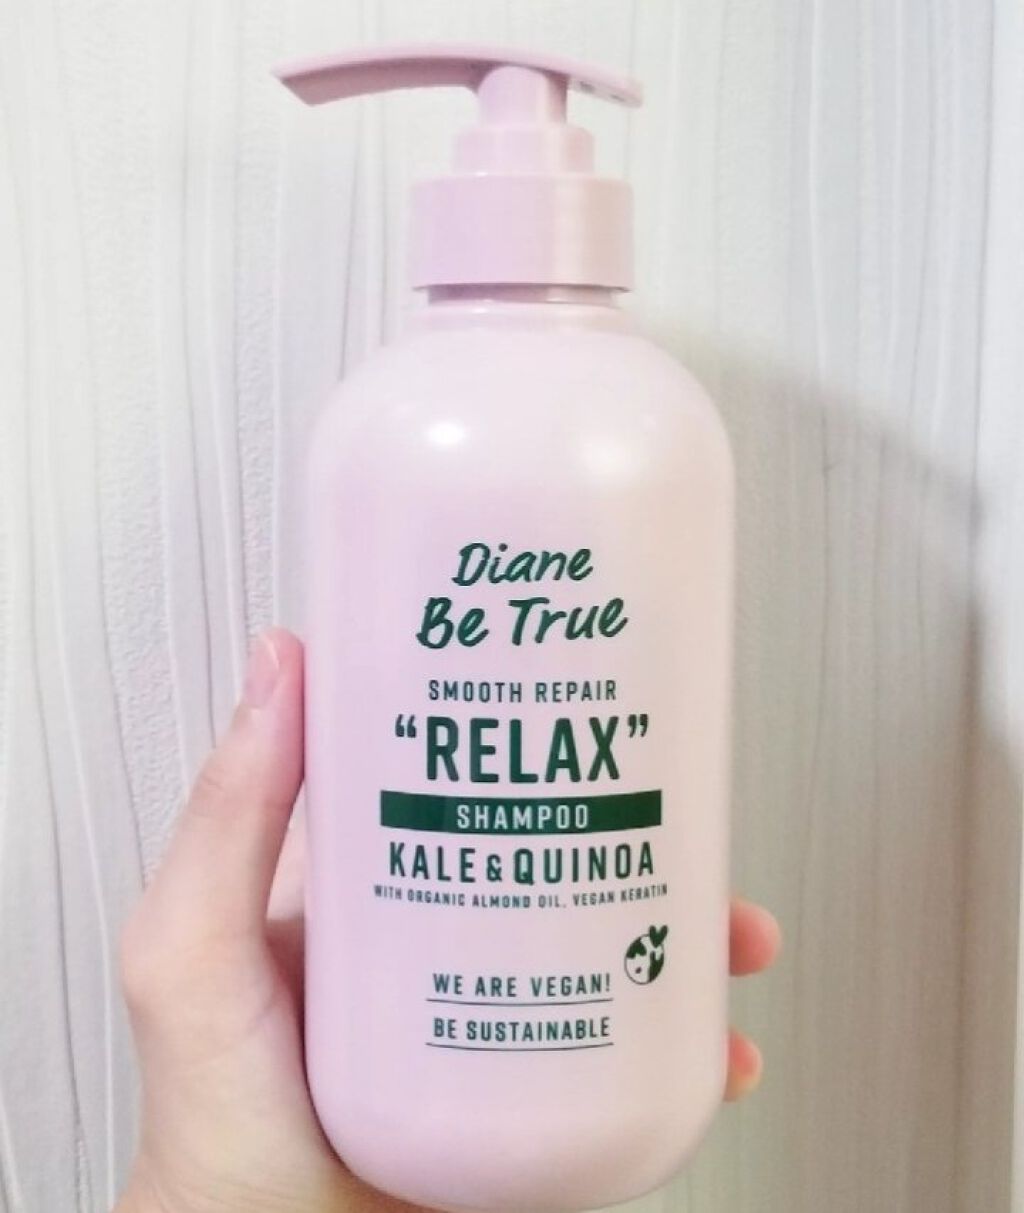 Diane
Be True
SMOOTH REPAIR
“RELAX”
SHAMPOO
KALE & QUINOA
WITH ORGANIC ALMOND OIL, VEGAN KERATIN
WE ARE VEGAN!
BE SUSTAINABLE